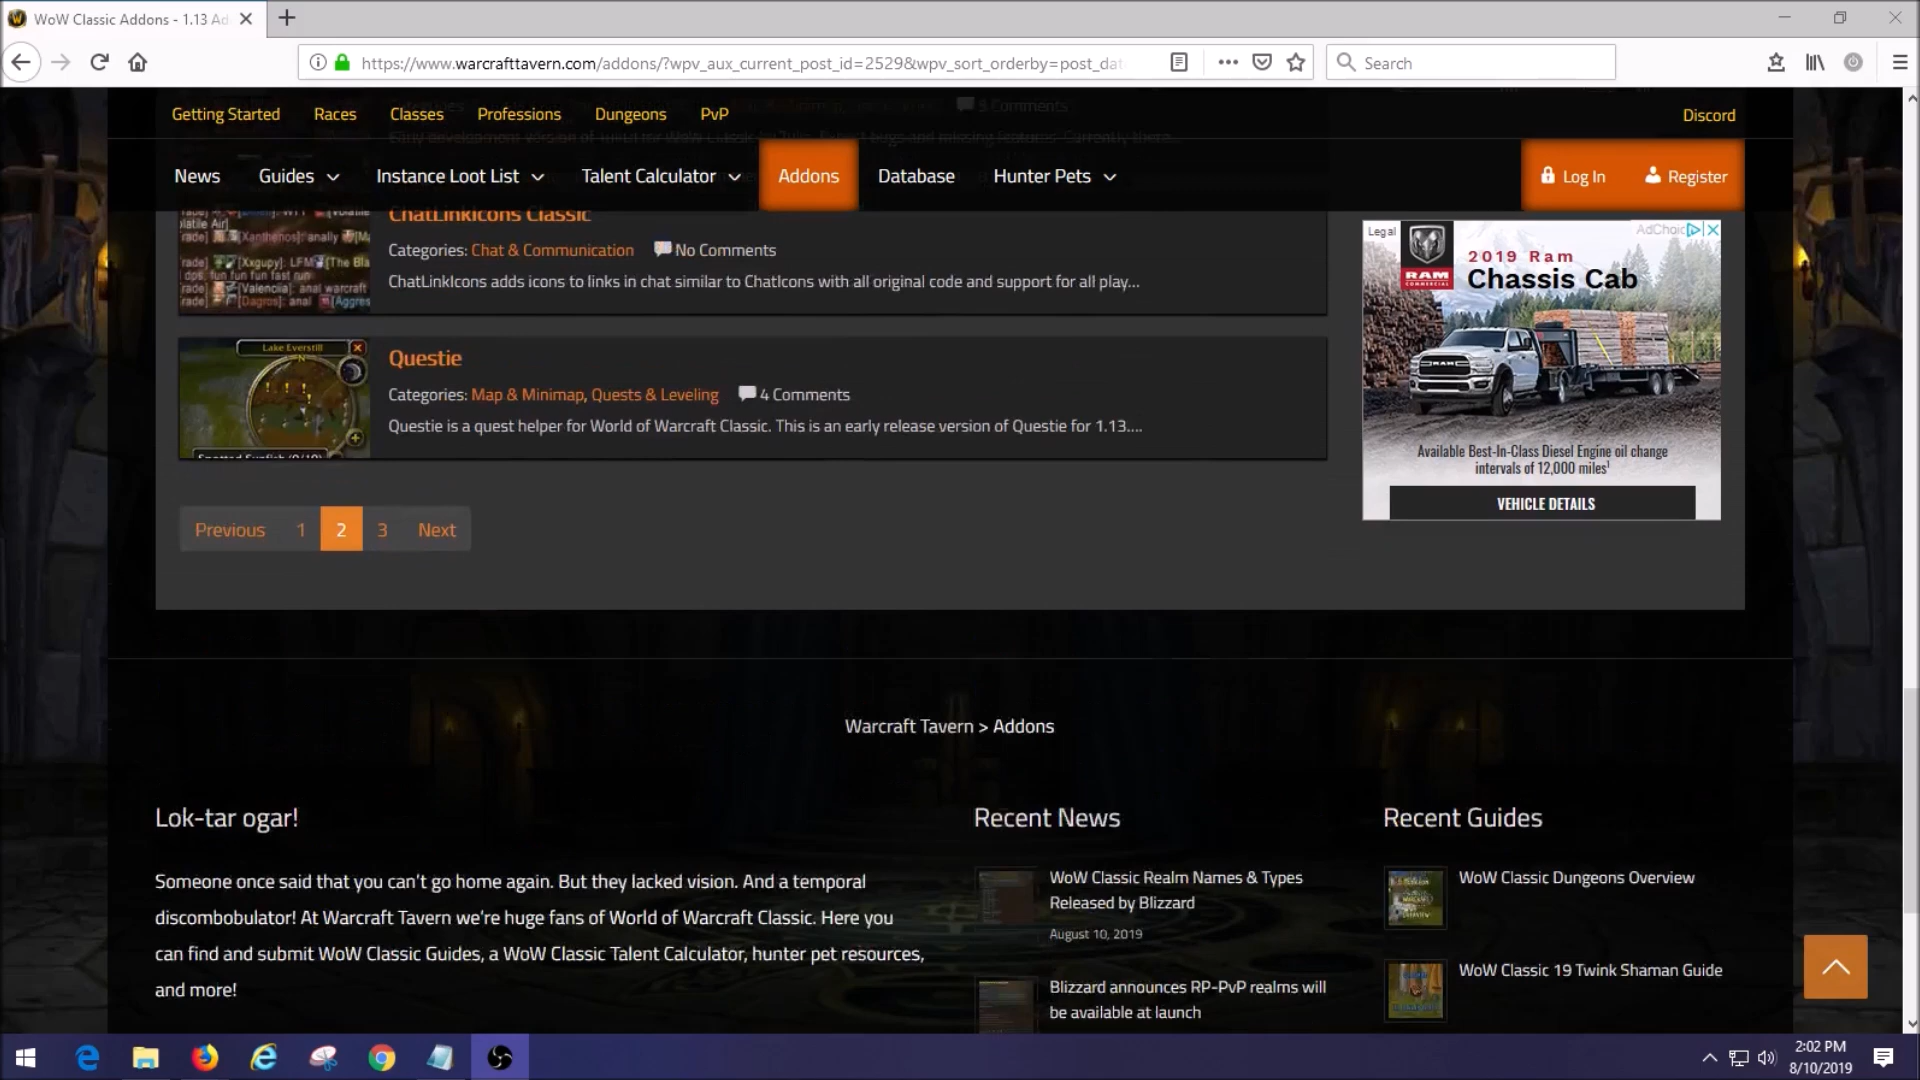 WoW Classic Addons - 1.13 Ad
https://www.warcrafttavern.com/addons/?wpv_aux_current_post_id=2529&wpv_sort_orderby=post_dat
Search
Getting Started Races Classes Professions Dungeons PvP Discord
News Guides Instance Loot List Talent Calculator Addons Database Hunter Pets Log In Register
ChatLinkIcons Classic
Categories: Chat & Communication No Comments
ChatLinkIcons adds icons to links in chat similar to ChatIcons with all original code and support for all play...
Lake Everstill
Questie
Categories: Map & Minimap, Quests & Leveling 4 Comments
Questie is a quest helper for World of Warcraft Classic. This is an early release version of Questie for 1.13....
Legal
AdChoic
RAM
COMMERCIAL
2019 Ram
Chassis Cab
Available Best-In-Class Diesel Engine oil change
intervals of 12,000 miles¹
VEHICLE DETAILS
Previous 1 2 3 Next
Warcraft Tavern > Addons
Lok-tar ogar!
Someone once said that you can't go home again. But they lacked vision. And a temporal
discombobulator! At Warcraft Tavern we're huge fans of World of Warcraft Classic. Here you
can find and submit WoW Classic Guides, a WoW Classic Talent Calculator, hunter pet resources,
and more!
Recent News
WoW Classic Realm Names & Types
Released by Blizzard
August 10, 2019
Blizzard announces RP-PvP realms will
be available at launch
Recent Guides
WoW Classic Dungeons Overview
WoW Classic 19 Twink Shaman Guide
2:02 PM
8/10/2019